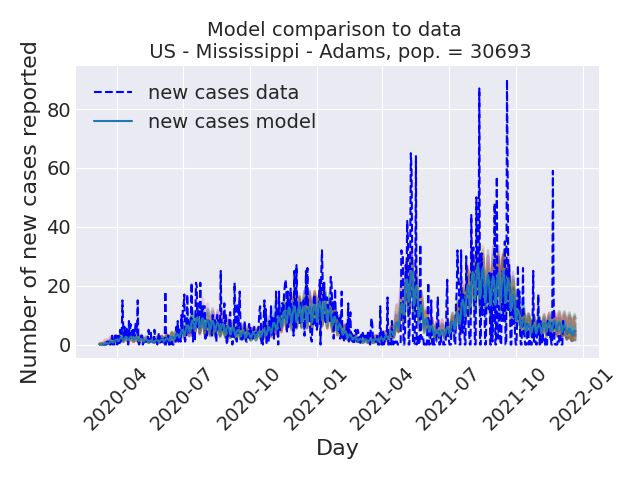 Model comparison to data
US - Mississippi - Adams, pop. = 30693
Number of new cases reported
new cases data
new cases model
80
60
40
20
0
2020-04
2020-07
2020-10
2021-01
2021-04
2021-07
2021-10
2022-01
Day